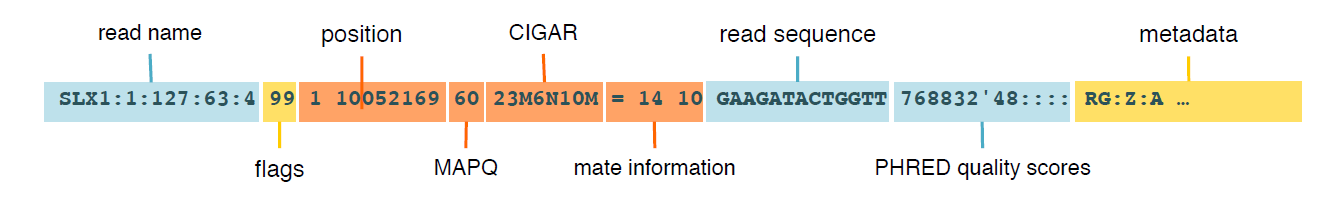 read name position CIGAR read sequence metadata
SLX1:1:127:63:4 99 1 10052169 60 23M6N10M = 14 10 GAAGATACTGGTT 768832'48:::: RG:Z:A …
flags MAPQ mate information PHRED quality scores